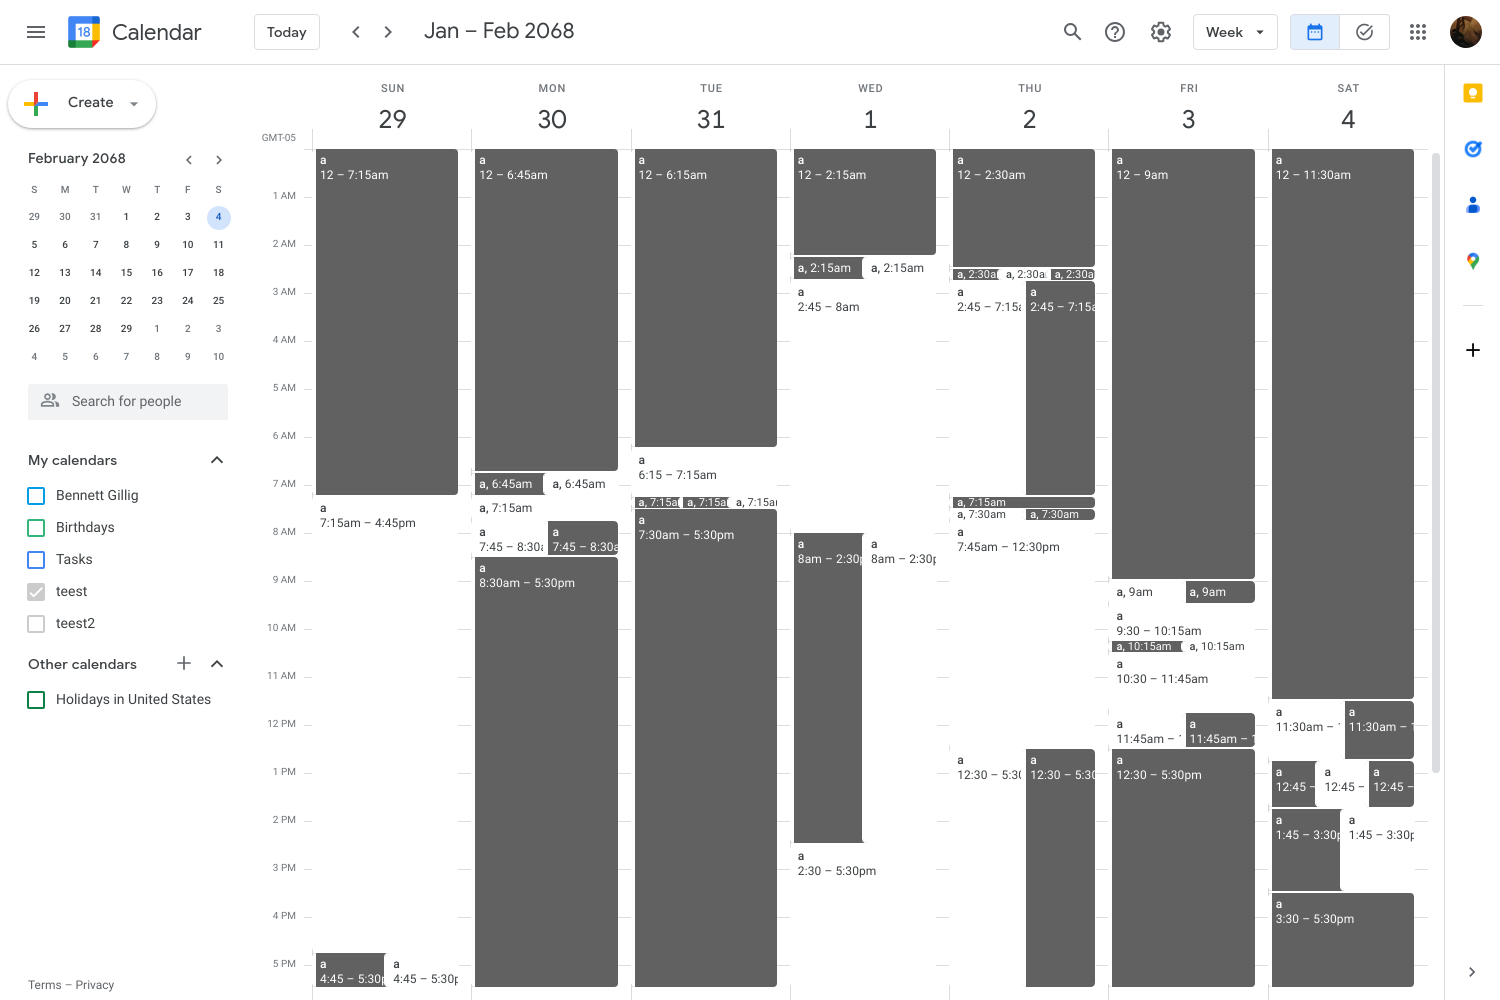 18 Calendar
Today
Jan – Feb 2068
Week
Create
February 2068
S M T W T F S
29 30 31 1 2 3 4
5 6 7 8 9 10 11
12 13 14 15 16 17 18
19 20 21 22 23 24 25
26 27 28 29 1 2 3
4 5 6 7 8 9 10
Search for people
My calendars
Bennett Gillig
Birthdays
Tasks
teest
teest2
Other calendars
Holidays in United States
Terms – Privacy
GMT-05
1 AM
2 AM
3 AM
4 AM
5 AM
6 AM
7 AM
8 AM
9 AM
10 AM
11 AM
12 PM
1 PM
2 PM
3 PM
4 PM
5 PM
SUN
29
a
12 – 7:15am
a
7:15am – 4:45pm
a
4:45 – 5:30p
a
4:45 – 5:30p
MON
30
a
12 – 6:45am
a, 6:45am
a, 6:45am
a, 7:15am
a
7:45 – 8:30a
a
7:45 – 8:30a
a
8:30am – 5:30pm
TUE
31
a
12 – 6:15am
a
6:15 – 7:15am
a, 7:15a
a, 7:15a
a, 7:15a
a
7:30am – 5:30pm
WED
1
a
12 – 2:15am
a, 2:15am
a, 2:15am
a
2:45 – 8am
a
8am – 2:30p
a
8am – 2:30p
a
2:30 – 5:30pm
THU
2
a
12 – 2:30am
a, 2:30a
a, 2:30a
a, 2:30a
a
2:45 – 7:15a
a
2:45 – 7:15a
a, 7:15am
a, 7:30am
a, 7:30am
a
7:45am – 12:30pm
a
12:30 – 5:30
a
12:30 – 5:30
FRI
3
a
12 – 9am
a, 9am
a, 9am
a
9:30 – 10:15am
a, 10:15am
a, 10:15am
a
10:30 – 11:45am
a
11:45am –
a
11:45am – 1
a
12:30 – 5:30pm
SAT
4
a
12 – 11:30am
a
11:30am –
a
11:30am – 1
a
12:45 –
a
12:45 –
a
12:45 –
a
1:45 – 3:30p
a
1:45 – 3:30p
a
3:30 – 5:30pm